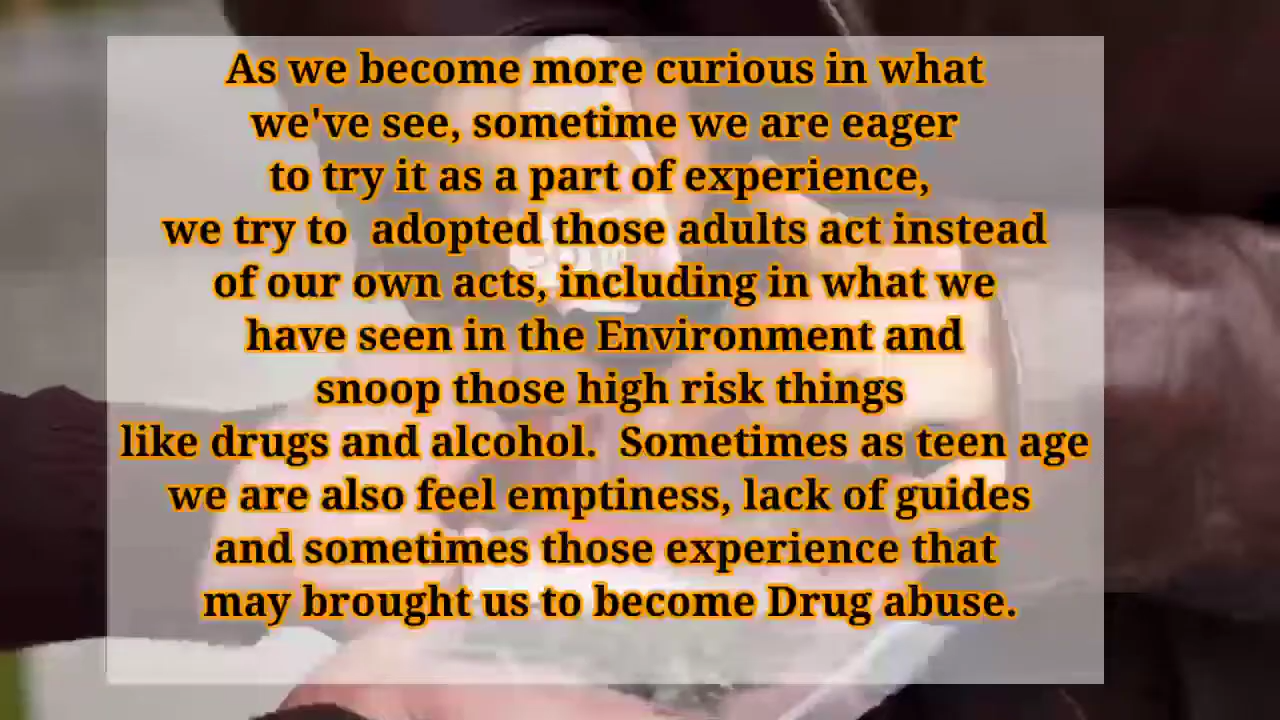 As we become more curious in what
we've see, sometime we are eager
to try it as a part of experience,
we try to adopted those adults act instead
of our own acts, including in what we
have seen in the Environment and
snoop those high risk things
like drugs and alcohol. Sometimes as teen age
we are also feel emptiness, lack of guides
and sometimes those experience that
may brought us to become Drug abuse.